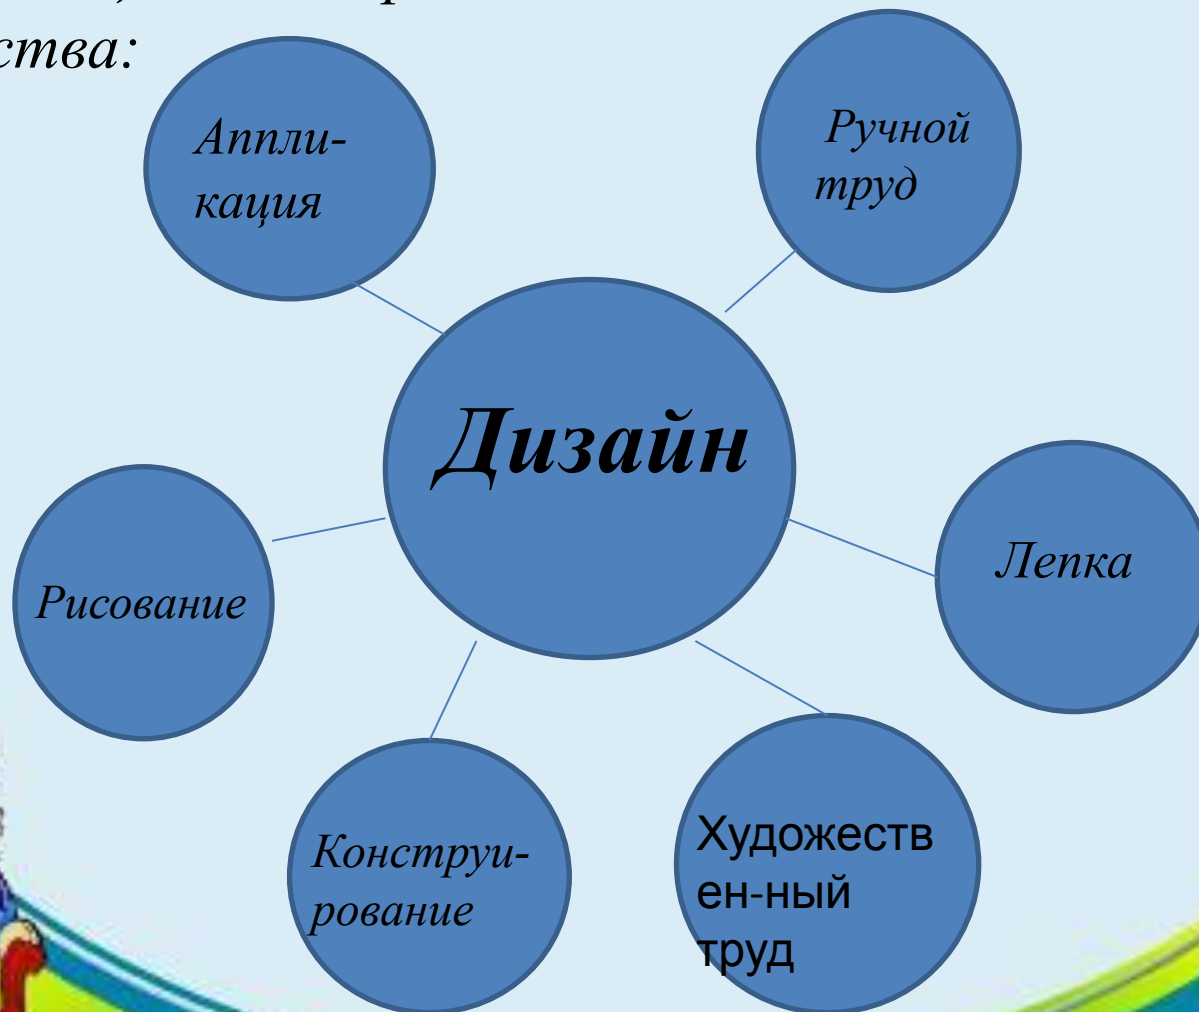 ства:
Аппли-
кация
Ручной
труд
Дизайн
Рисование
Лепка
Конструи-
рование
Художеств
ен-ный
труд